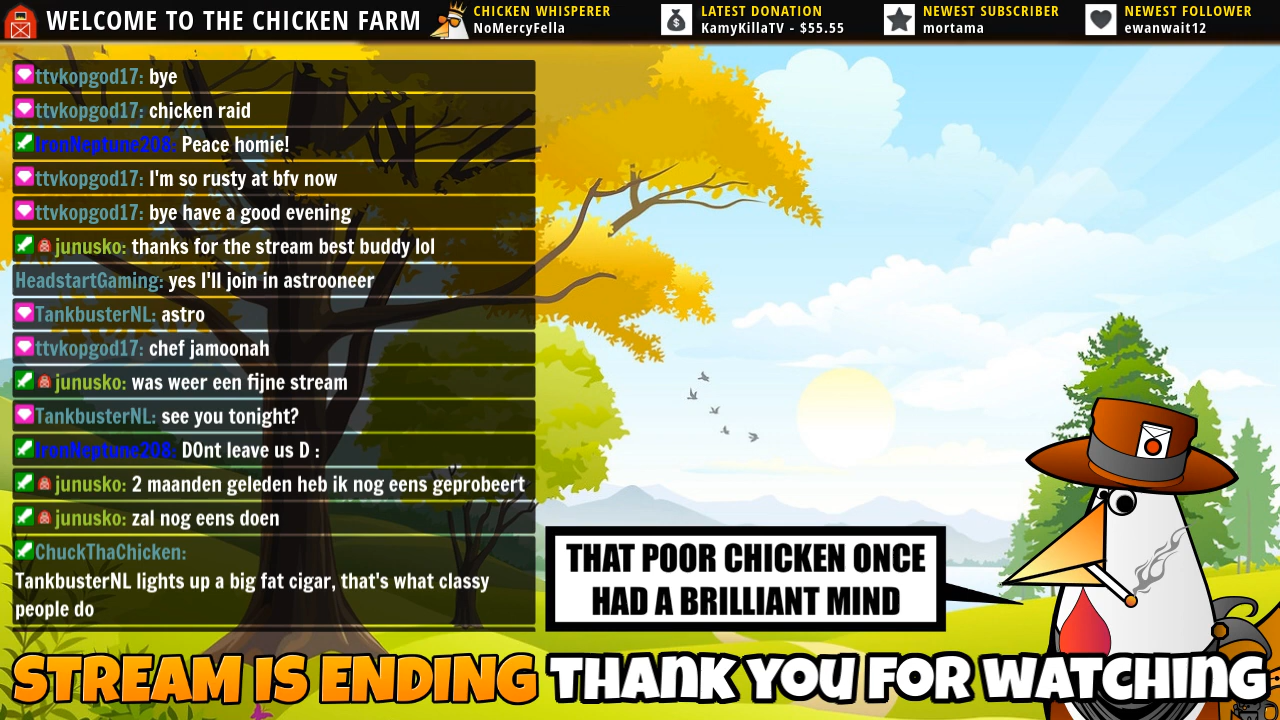 WELCOME TO THE CHICKEN FARM
CHICKEN WHISPERER
NoMercyFella
LATEST DONATION
KamyKillaTV - $55.55
NEWEST SUBSCRIBER
mortama
NEWEST FOLLOWER
ewanwait12
ttvkopgod17: bye
ttvkopgod17: chicken raid
IronNeptune208: Peace homie!
ttvkopgod17: I'm so rusty at bfv now
ttvkopgod17: bye have a good evening
junusko: thanks for the stream best buddy lol
HeadstartGaming: yes I'll join in astrooneer
TankbusterNL: astro
ttvkopgod17: chef jamoonah
junusko: was weer een fijne stream
TankbusterNL: see you tonight?
IronNeptune208: DOnt leave us D :
junusko: 2 maanden geleden heb ik nog eens geprobeert
junusko: zal nog eens doen
ChuckThaChicken:
TankbusterNL lights up a big fat cigar, that's what classy
people do
THAT POOR CHICKEN ONCE
HAD A BRILLIANT MIND
STREAM IS ENDING THANK YOU FOR WATCHING